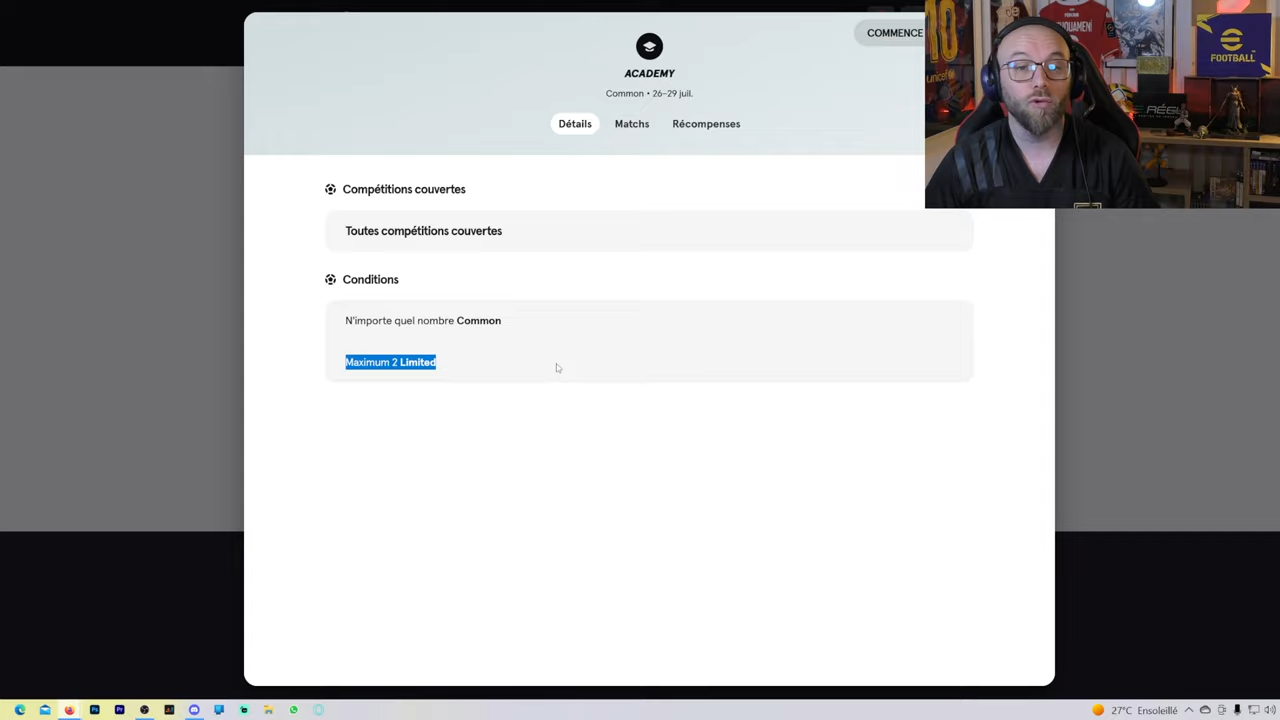 COMMENCE
ACADEMY
Common • 26–29 juil.
Détails
Matchs
Récompenses
Compétitions couvertes
Toutes compétitions couvertes
Conditions
N'importe quel nombre Common
Maximum 2 Limited
FOOTBALL
27°C Ensoleillé